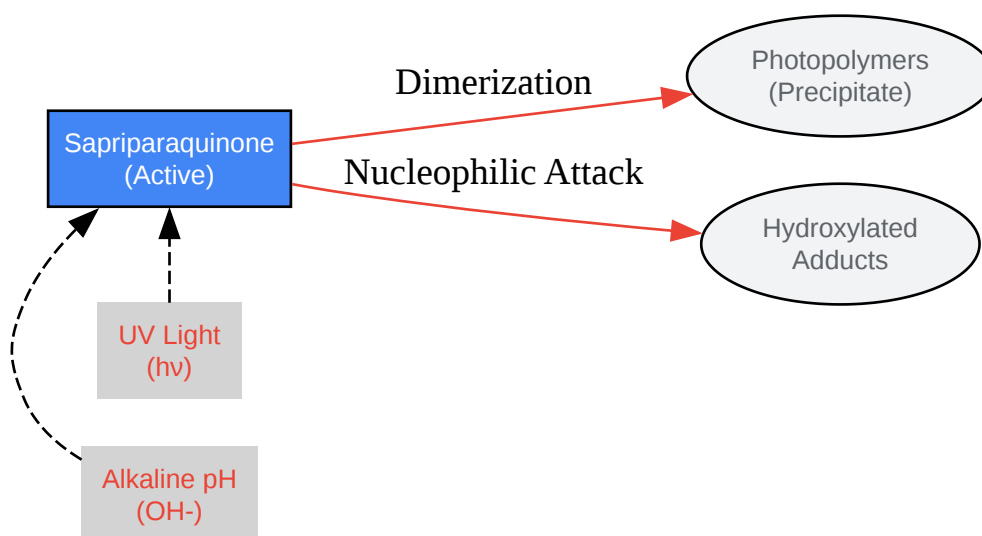 Photopolymers
(Precipitate)
Dimerization
Sapriparaquinone
(Active)
Nucleophilic Attack
Hydroxylated
Adducts
UV Light
(hν)
Alkaline pH
(OH-)